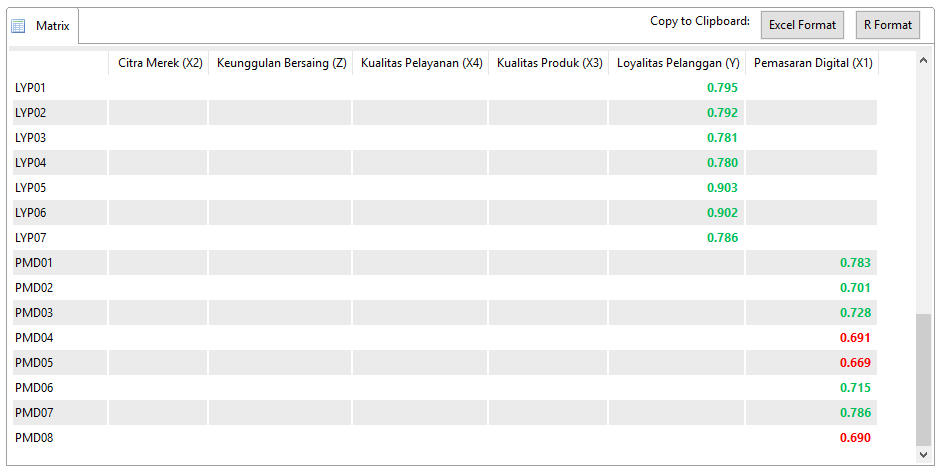 Matrix Copy to Clipboard: Excel Format R Format
Citra Merek (X2) Keunggulan Bersaing (Z) Kualitas Pelayanan (X4) Kualitas Produk (X3) Loyalitas Pelanggan (Y) Pemasaran Digital (X1)
LYP01 0.795
LYP02 0.792
LYP03 0.781
LYP04 0.780
LYP05 0.903
LYP06 0.902
LYP07 0.786
PMD01 0.783
PMD02 0.701
PMD03 0.728
PMD04 0.691
PMD05 0.669
PMD06 0.715
PMD07 0.786
PMD08 0.690